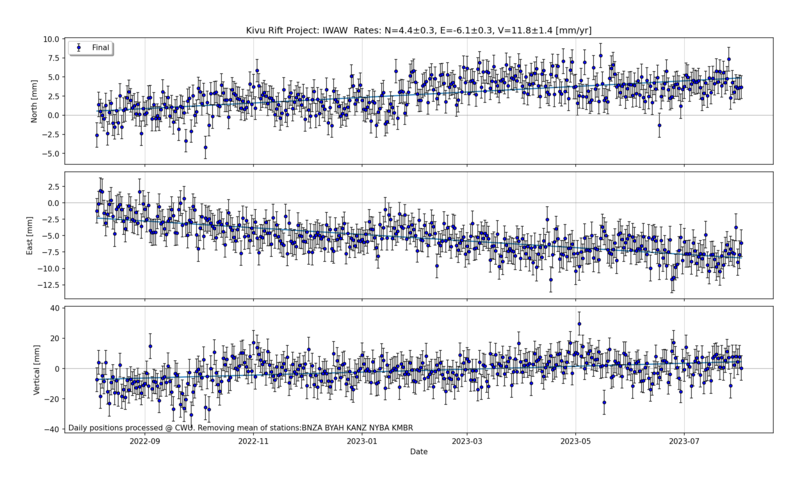 Kivu Rift Project: IWAW Rates: N=4.4±0.3, E=-6.1±0.3, V=11.8±1.4 [mm/yr]
Final
North [mm]
10.0
7.5
5.0
2.5
0.0
−2.5
−5.0
East [mm]
2.5
0.0
−2.5
−5.0
−7.5
−10.0
−12.5
Vertical [mm]
40
20
0
−20
−40
Daily positions processed @ CWU. Removing mean of stations:BNZA BYAH KANZ NYBA KMBR
2022-09 2022-11 2023-01 2023-03 2023-05 2023-07
Date